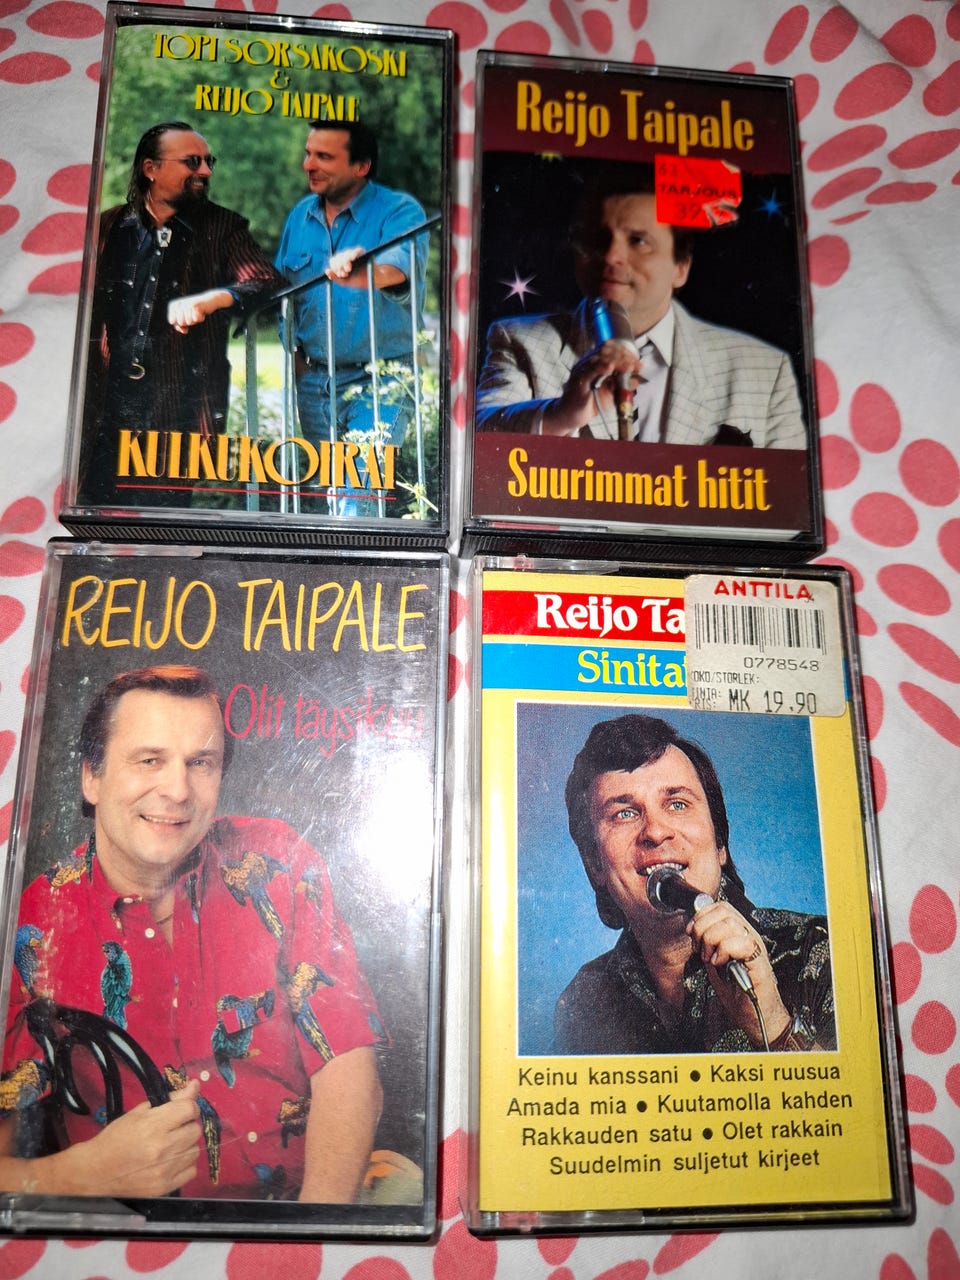 TOPI SORSAKOSKI
&
REIJO TAIPALE
KULKUKOIRAT
Reijo Taipale
TARJOUS
Suurimmat hitit
REIJO TAIPALE
Olit täysikuu
ANTTILA
0778548
MK 19.90
Reijo Ta
Sinitai
Keinu kanssani ● Kaksi ruusua
Amada mia ● Kuutamolla kahden
Rakkauden satu ● Olet rakkain
Suudelmin suljetut kirjeet